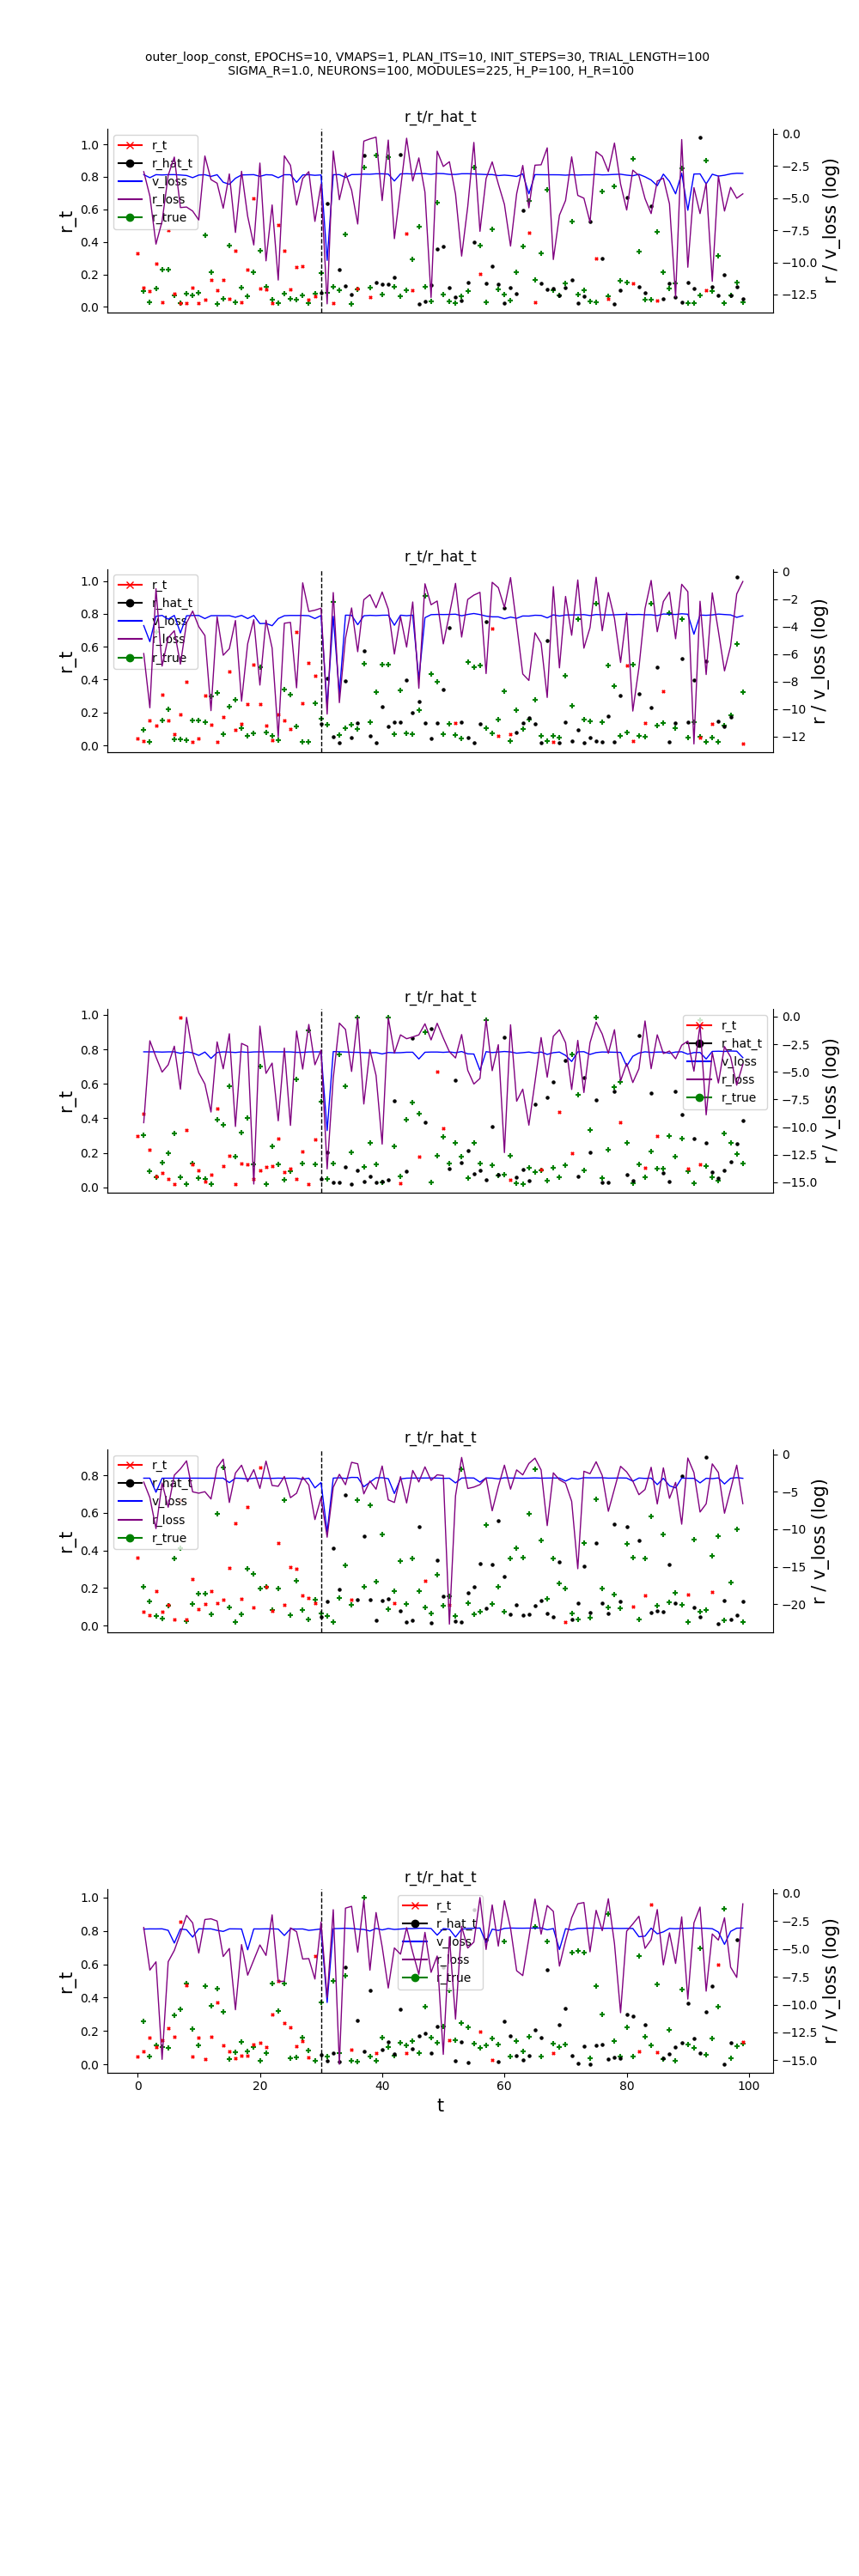 outer_loop_const, EPOCHS=10, VMAPS=1, PLAN_ITS=10, INIT_STEPS=30, TRIAL_LENGTH=100
SIGMA_R=1.0, NEURONS=100, MODULES=225, H_P=100, H_R=100
r_t/r_hat_t
1.0
0.8
0.6
0.4
0.2
0.0
r_t
r_t
r_hat_t
v_loss
r_loss
r_true
0.0
−2.5
−5.0
−7.5
−10.0
−12.5
r / v_loss (log)
r_t/r_hat_t
1.0
0.8
0.6
0.4
0.2
0.0
r_t
r_t
r_hat_t
v_loss
r_loss
r_true
0
−2
−4
−6
−8
−10
−12
r / v_loss (log)
r_t/r_hat_t
1.0
0.8
0.6
0.4
0.2
0.0
r_t
r_t
r_hat_t
v_loss
r_loss
r_true
0.0
−2.5
−5.0
−7.5
−10.0
−12.5
−15.0
r / v_loss (log)
r_t/r_hat_t
0.8
0.6
0.4
0.2
0.0
r_t
r_t
r_hat_t
v_loss
r_loss
r_true
0
−5
−10
−15
−20
r / v_loss (log)
r_t/r_hat_t
1.0
0.8
0.6
0.4
0.2
0.0
r_t
r_t
r_hat_t
v_loss
r_loss
r_true
0.0
−2.5
−5.0
−7.5
−10.0
−12.5
−15.0
r / v_loss (log)
0
20
40
60
80
100
t